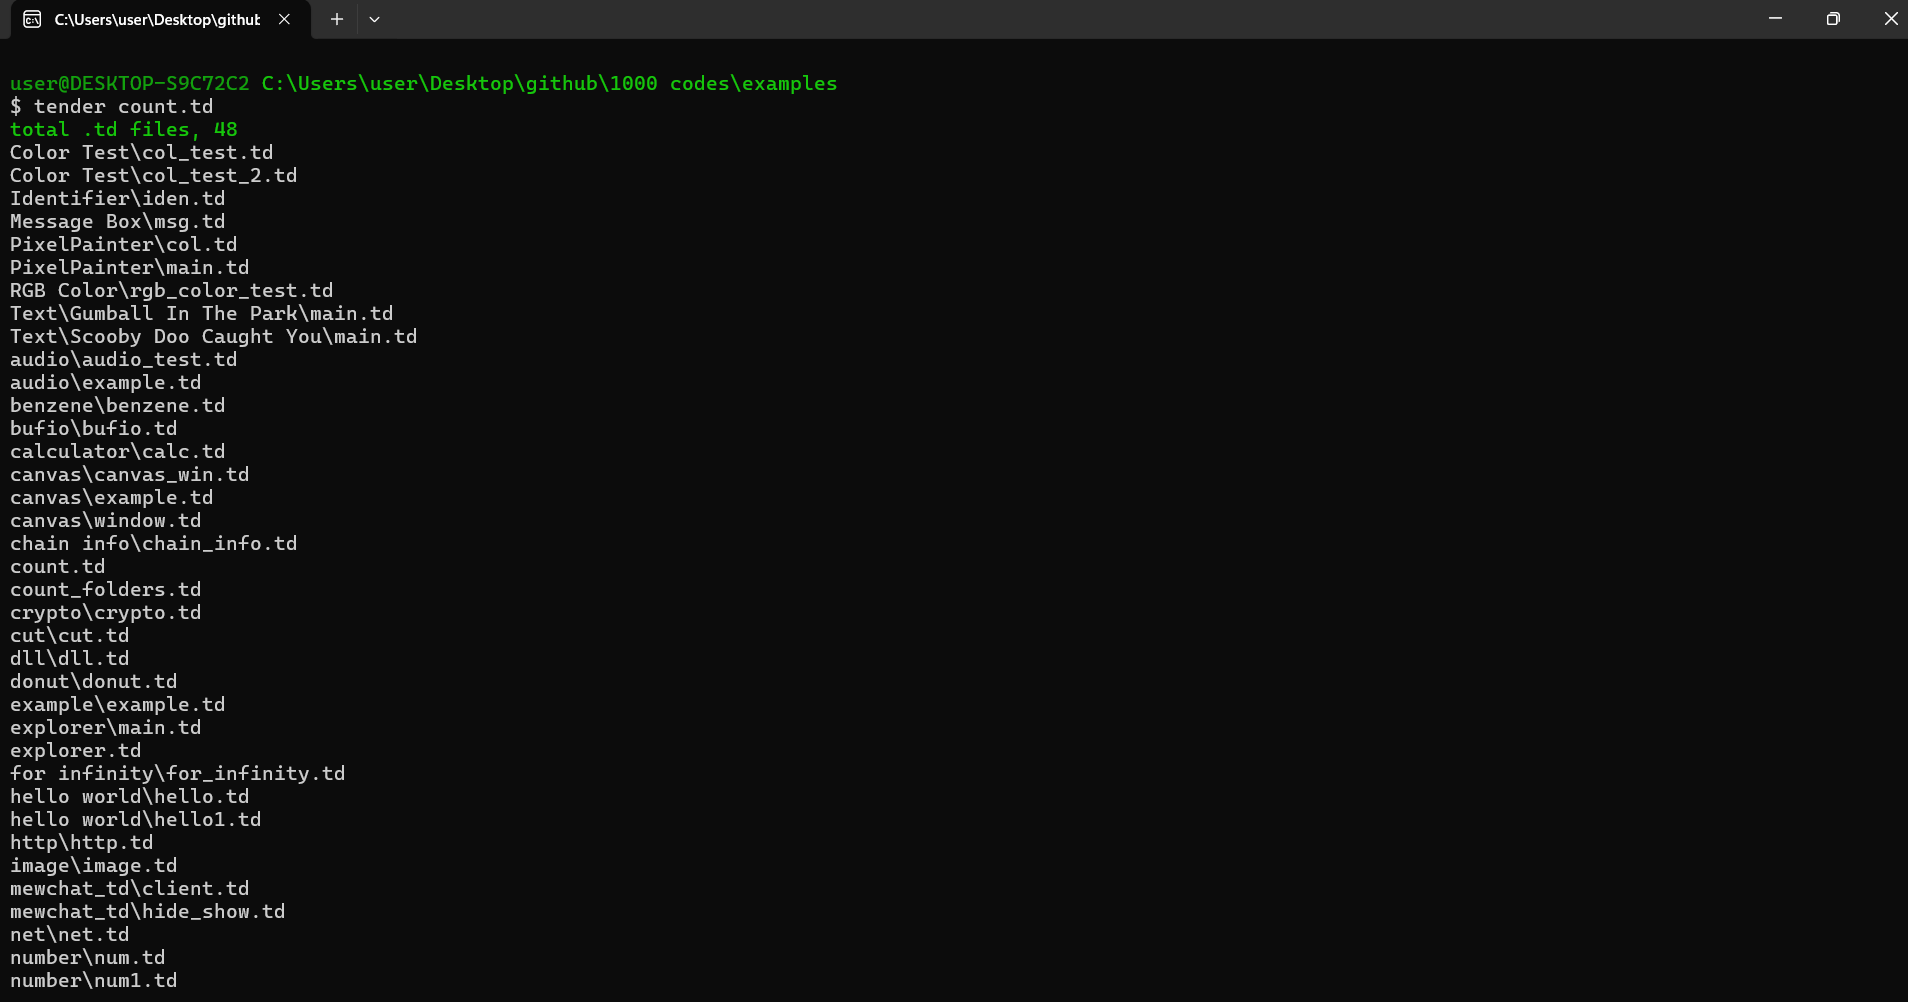 C:\Users\user\Desktop\githu
user@DESKTOP-S9C72C2 C:\Users\user\Desktop\github\1000 codes\examples
$ tender count.td
total .td files, 48
Color Test\col_test.td
Color Test\col_test_2.td
Identifier\iden.td
Message Box\msg.td
PixelPainter\col.td
PixelPainter\main.td
RGB Color\rgb_color_test.td
Text\Gumball In The Park\main.td
Text\Scooby Doo Caught You\main.td
audio\audio_test.td
audio\example.td
benzene\benzene.td
bufio\bufio.td
calculator\calc.td
canvas\canvas_win.td
canvas\example.td
canvas\window.td
chain info\chain_info.td
count.td
count_folders.td
crypto\crypto.td
cut\cut.td
dll\dll.td
donut\donut.td
example\example.td
explorer\main.td
explorer.td
for infinity\for_infinity.td
hello world\hello.td
hello world\hello1.td
http\http.td
image\image.td
mewchat_td\client.td
mewchat_td\hide_show.td
net\net.td
number\num.td
number\num1.td